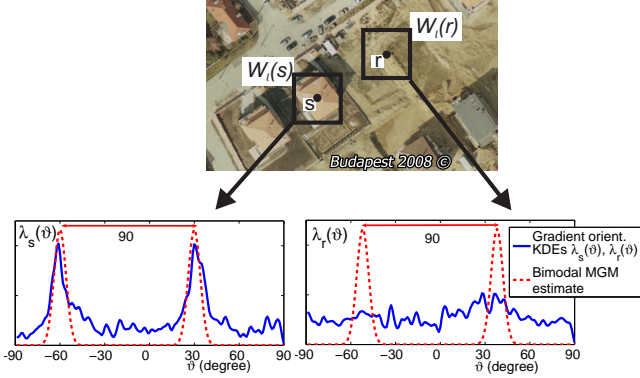 W_l(r)
W_l(s)
r
s
Budapest 2008 ©
λ_s(ϑ)
90
-90 −60 −30 0 30 60 90
ϑ (degree)
λ_r(ϑ)
90
-90 −60 −30 0 30 60 90
ϑ (degree)
Gradient orient.
KDEs λ_s(ϑ), λ_r(ϑ)
Bimodal MGM
estimate